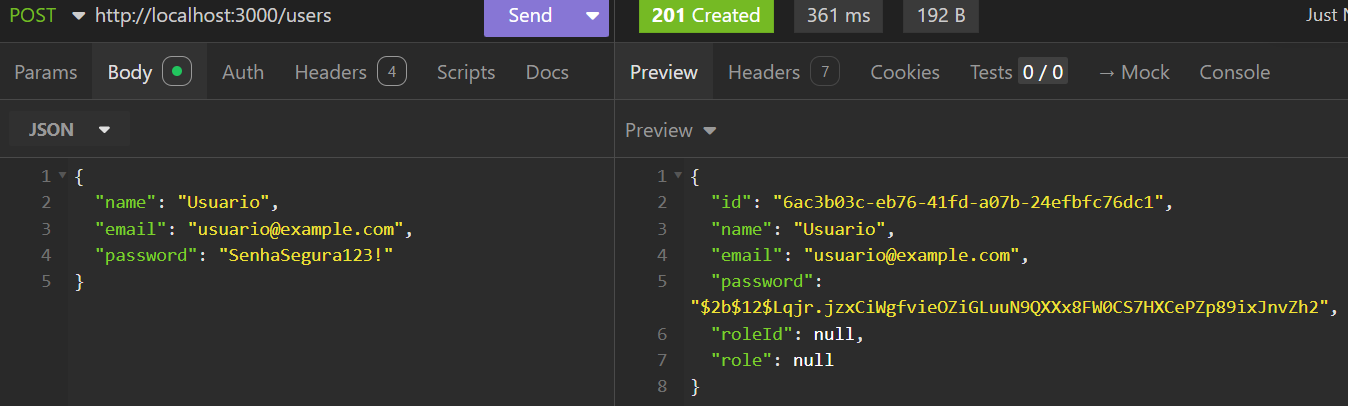 POST http://localhost:3000/users Send
Params Body Auth Headers 4 Scripts Docs
JSON
1 {
2 "name": "Usuario",
3 "email": "usuario@example.com",
4 "password": "SenhaSegura123!"
5 }
201 Created 361 ms 192 B Just N
Preview Headers 7 Cookies Tests 0 / 0 → Mock Console
Preview
1 {
2 "id": "6ac3b03c-eb76-41fd-a07b-24efbfc76dc1",
3 "name": "Usuario",
4 "email": "usuario@example.com",
5 "password":
"$2b$12$Lqjr.jzxCiWgfvieOZiGLuuN9QXXx8FW0CS7HXCePZp89ixJnvZh2",
6 "roleId": null,
7 "role": null
8 }